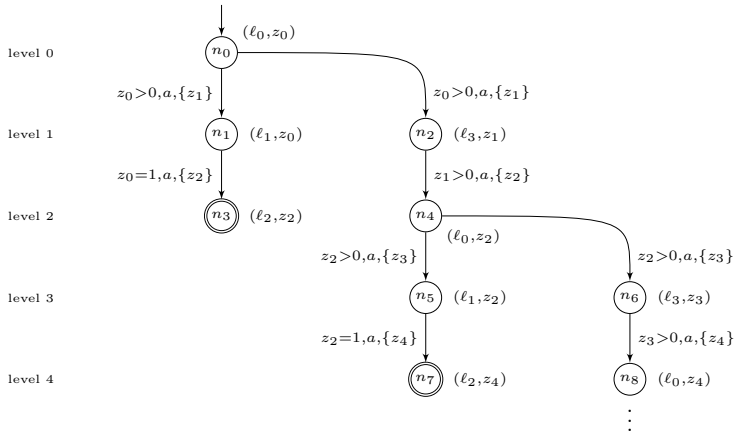 (ℓ₀,z₀)
level 0 n₀
z₀>0,a,{z₁} z₀>0,a,{z₁}
level 1 n₁ (ℓ₁,z₀) n₂ (ℓ₃,z₁)
z₀=1,a,{z₂} z₁>0,a,{z₂}
level 2 n₃ (ℓ₂,z₂) n₄
(ℓ₀,z₂)
z₂>0,a,{z₃} z₂>0,a,{z₃}
level 3 n₅ (ℓ₁,z₂) n₆ (ℓ₃,z₃)
z₂=1,a,{z₄} z₃>0,a,{z₄}
level 4 n₇ (ℓ₂,z₄) n₈ (ℓ₀,z₄)
⋮